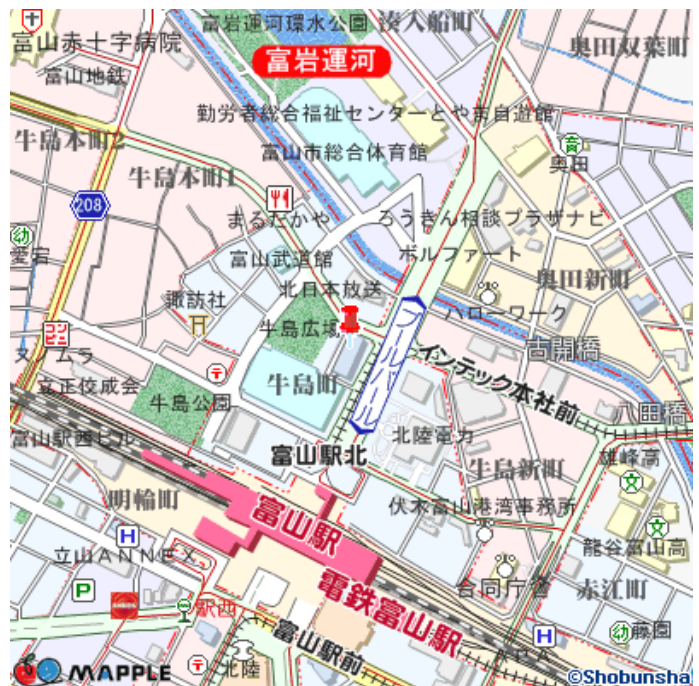 湊入船町
富山赤十字病院
奥田双葉町
富岩運河環水公園
富岩運河
富山地鉄
勤労者総合福祉センターとやま自遊館
牛島本町2
富山市総合体育館
牛島本町1
奥田
208
まるたかや
ろうきん相談プラザナビ
幼
愛宕
富山武道館
ボルファート
奥田新町
北日本放送
諏訪社
ハローワーク
牛島広場
ブールバール
コンビニ
古開橋
ヌノムラ
インテック本社前
立正佼成会
牛島町
牛島公園
八田橋
北陸電力
富山駅西ビル
富山駅北
牛島新町
雄峰高
明輪町
伏木富山港湾事務所
富山駅
H
龍谷富山高
立山ANNEX
合同庁舎
赤江町
P
電鉄富山駅
駅西
H
幼
藤園
富山駅前
北陸
MAPPLE
©Shobunsha